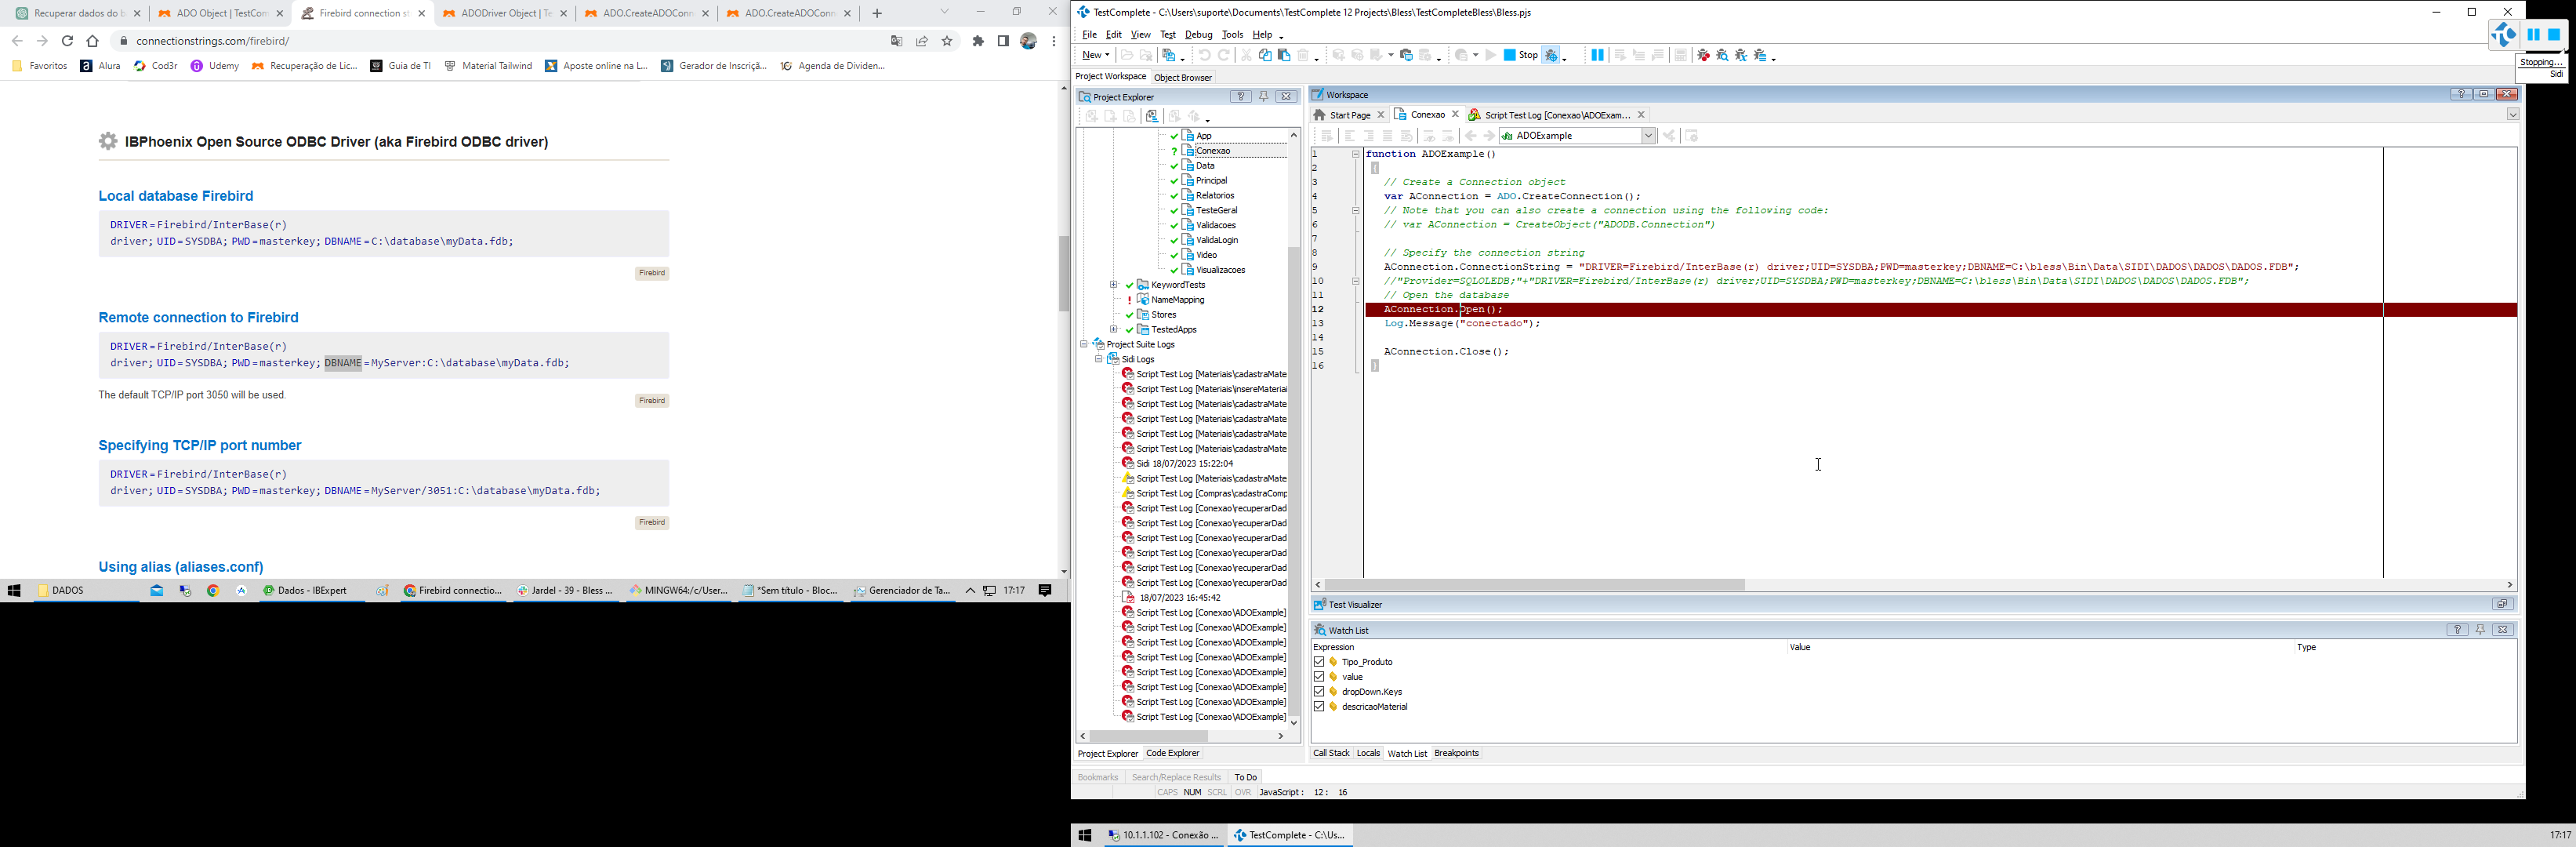 Recuperar dados do b
ADO Object | TestCom
Firebird connection st
ADODriver Object | Te
ADO.CreateADOConn
ADO.CreateADOConn
connectionstrings.com/firebird/
Favoritos
Alura
Cod3r
Udemy
Recuperação de Lic...
Guia de TI
Material Tailwind
Aposte online na L...
Gerador de Inscriçã...
Agenda de Dividen...
IBPhoenix Open Source ODBC Driver (aka Firebird ODBC driver)
Local database Firebird
DRIVER=Firebird/InterBase(r)
driver; UID=SYSDBA; PWD=masterkey; DBNAME=C:\database\myData.fdb;
Firebird
Remote connection to Firebird
DRIVER=Firebird/InterBase(r)
driver; UID=SYSDBA; PWD=masterkey; DBNAME=MyServer:C:\database\myData.fdb;
The default TCP/IP port 3050 will be used.
Firebird
Specifying TCP/IP port number
DRIVER=Firebird/InterBase(r)
driver; UID=SYSDBA; PWD=masterkey; DBNAME=MyServer/3051:C:\database\myData.fdb;
Firebird
Using alias (aliases.conf)
DADOS
Dados - IBExpert
Firebird connectio...
Jardel - 39 - Bless ...
MINGW64:/c/User...
*Sem título - Bloc...
Gerenciador de Ta...
17:17
TestComplete - C:\Users\suporte\Documents\TestComplete 12 Projects\Bless\TestCompleteBless\Bless.pjs
File Edit View Test Debug Tools Help
New
Stop
Stopping...
Sidi
Project Workspace
Object Browser
Project Explorer
App
Conexao
Data
Principal
Relatorios
TesteGeral
Validacoes
ValidaLogin
Video
Visualizacoes
KeywordTests
NameMapping
Stores
TestedApps
Project Suite Logs
Sidi Logs
Script Test Log [Materiais\cadastraMate
Script Test Log [Materiais\insereMateria
Script Test Log [Materiais\cadastraMate
Script Test Log [Materiais\cadastraMate
Script Test Log [Materiais\cadastraMate
Script Test Log [Materiais\cadastraMate
Sidi 18/07/2023 15:22:04
Script Test Log [Materiais\cadastraMate
Script Test Log [Compras\cadastraComp
Script Test Log [Conexao\recuperarDad
Script Test Log [Conexao\recuperarDad
Script Test Log [Conexao\recuperarDad
Script Test Log [Conexao\recuperarDad
Script Test Log [Conexao\recuperarDad
Script Test Log [Conexao\recuperarDad
18/07/2023 16:45:42
Script Test Log [Conexao\ADOExample]
Script Test Log [Conexao\ADOExample]
Script Test Log [Conexao\ADOExample]
Script Test Log [Conexao\ADOExample]
Script Test Log [Conexao\ADOExample]
Script Test Log [Conexao\ADOExample]
Script Test Log [Conexao\ADOExample]
Script Test Log [Conexao\ADOExample]
Project Explorer
Code Explorer
Workspace
Start Page
Conexao
Script Test Log [Conexao\ADOExam...
ADOExample
1 function ADOExample()
2 {
3 // Create a Connection object
4 var AConnection = ADO.CreateConnection();
5 // Note that you can also create a connection using the following code:
6 // var AConnection = CreateObject("ADODB.Connection")
7
8 // Specify the connection string
9 AConnection.ConnectionString = "DRIVER=Firebird/InterBase(r) driver;UID=SYSDBA;PWD=masterkey;DBNAME=C:\bless\Bin\Data\SIDI\DADOS\DADOS\DADOS.FDB";
10 //"Provider=SQLOLEDB;"+"DRIVER=Firebird/InterBase(r) driver;UID=SYSDBA;PWD=masterkey;DBNAME=C:\bless\Bin\Data\SIDI\DADOS\DADOS\DADOS.FDB";
11 // Open the database
12 AConnection.Open();
13 Log.Message("conectado");
14
15 AConnection.Close();
16 }
Test Visualizer
Watch List
Expression Value Type
Tipo_Produto
value
dropDown.Keys
descricaoMaterial
Call Stack
Locals
Watch List
Breakpoints
Bookmarks
Search/Replace Results
To Do
CAPS NUM SCRL OVR JavaScript : 12 : 16
10.1.1.102 - Conexão ...
TestComplete - C:\Us...
17:17